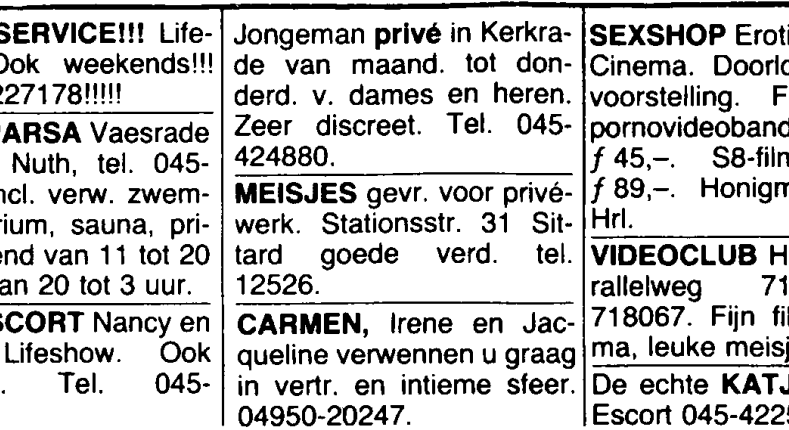 SERVICE!!! Life-
Ook weekends!!!
227178!!!!!
PARSA Vaesrade
Nuth, tel. 045-
ncl. verw. zwem-
rium, sauna, pri-
end van 11 tot 20
an 20 tot 3 uur.
SCORT Nancy en
Lifeshow. Ook
. Tel. 045-
Jongeman privé in Kerkra-
de van maand. tot don-
derd. v. dames en heren.
Zeer discreet. Tel. 045-
424880.
MEISJES gevr. voor privé-
werk. Stationsstr. 31 Sit-
tard goede verd. tel.
12526.
CARMEN, Irene en Jac-
queline verwennen u graag
in vertr. en intieme sfeer.
04950-20247.
SEXSHOP Eroti
Cinema. Doorlo
voorstelling. F
pornovideoband
ƒ 45,–. S8-film
ƒ 89,–. Honigm
Hrl.
VIDEOCLUB H
rallelweg 71
718067. Fijn fil
ma, leuke meisj
De echte KATJ
Escort 045-4225